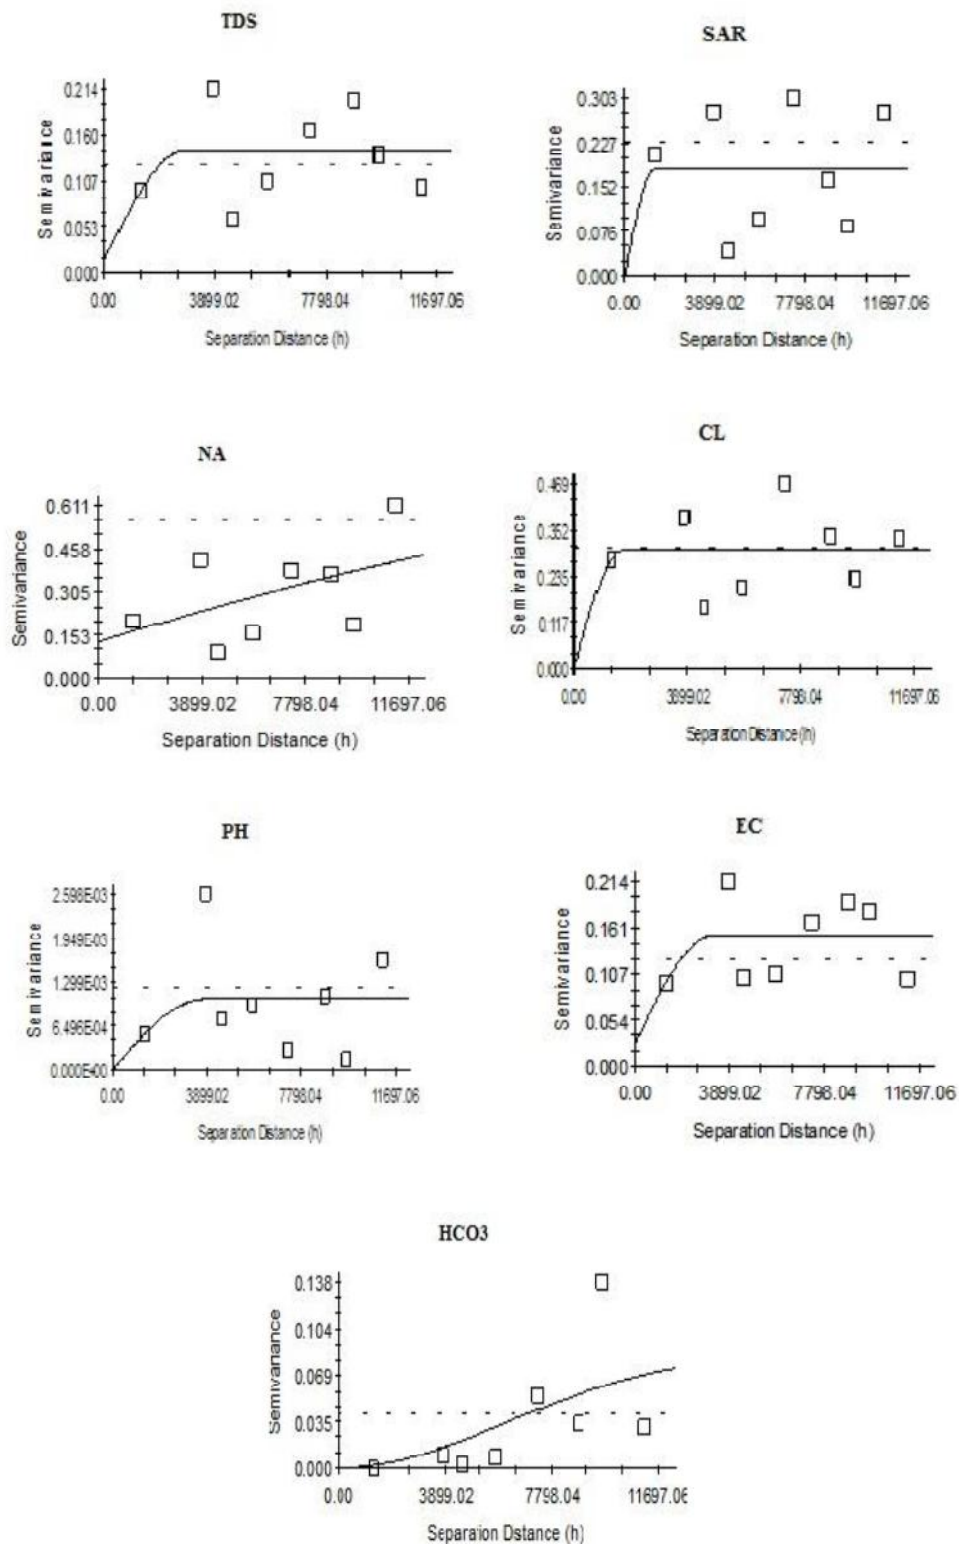 TDS
Semivariance
0.214
0.160
0.107
0.053
0.000
0.00 3899.02 7798.04 11697.06
Separation Distance (h)
SAR
Semivariance
0.303
0.227
0.152
0.075
0.000
0.00 3899.02 7798.04 11697.06
Separation Distance (h)
NA
Semivariance
0.611
0.458
0.305
0.153
0.000
0.00 3899.02 7798.04 11697.06
Separation Distance (h)
CL
Semivariance
0.469
0.352
0.235
0.117
0.000
0.00 3899.02 7798.04 11697.06
Separation Distance (h)
PH
Semivariance
2.598E-03
1.949E-03
1.299E-03
6.496E-04
0.000E+00
0.00 3899.02 7798.04 11697.06
Separation Distance (h)
EC
Semivariance
0.214
0.161
0.107
0.054
0.000
0.00 3899.02 7798.04 11697.06
Separation Distance (h)
HCO3
Semivariance
0.138
0.104
0.069
0.035
0.000
0.00 3899.02 7798.04 11697.06
Separation Distance (h)